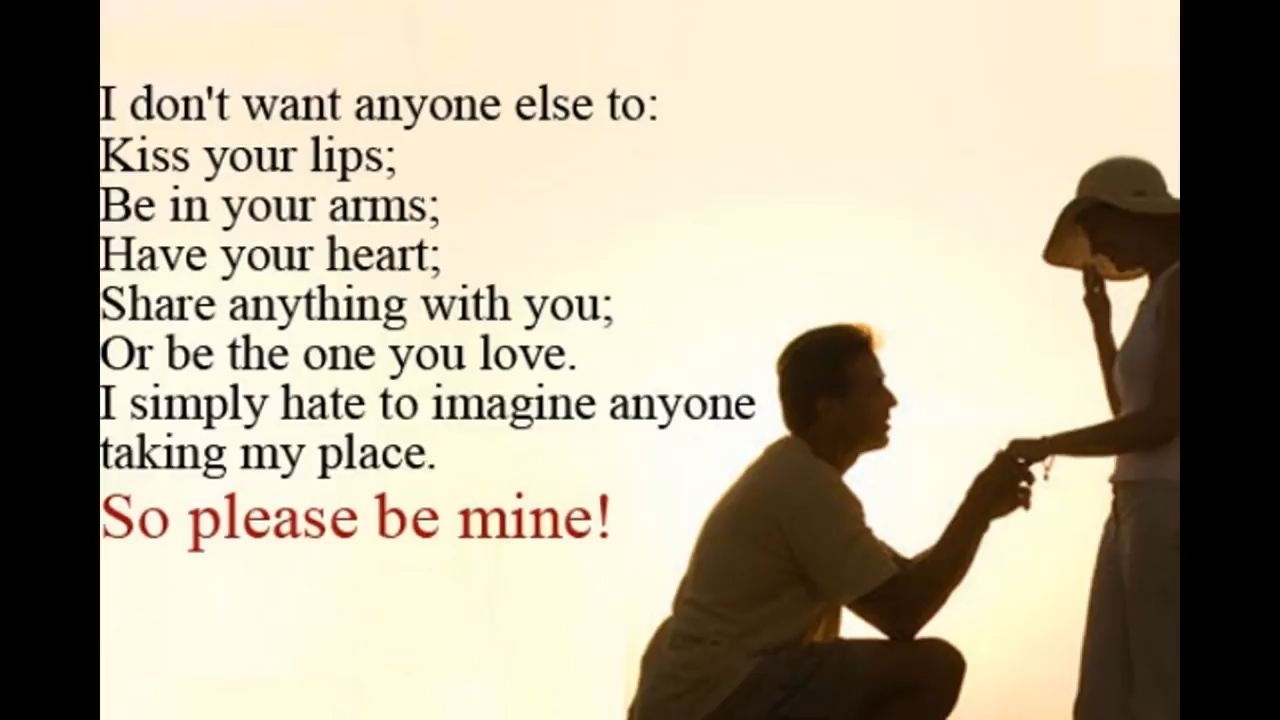 I don't want anyone else to:
Kiss your lips;
Be in your arms;
Have your heart;
Share anything with you;
Or be the one you love.
I simply hate to imagine anyone
taking my place.
So please be mine!